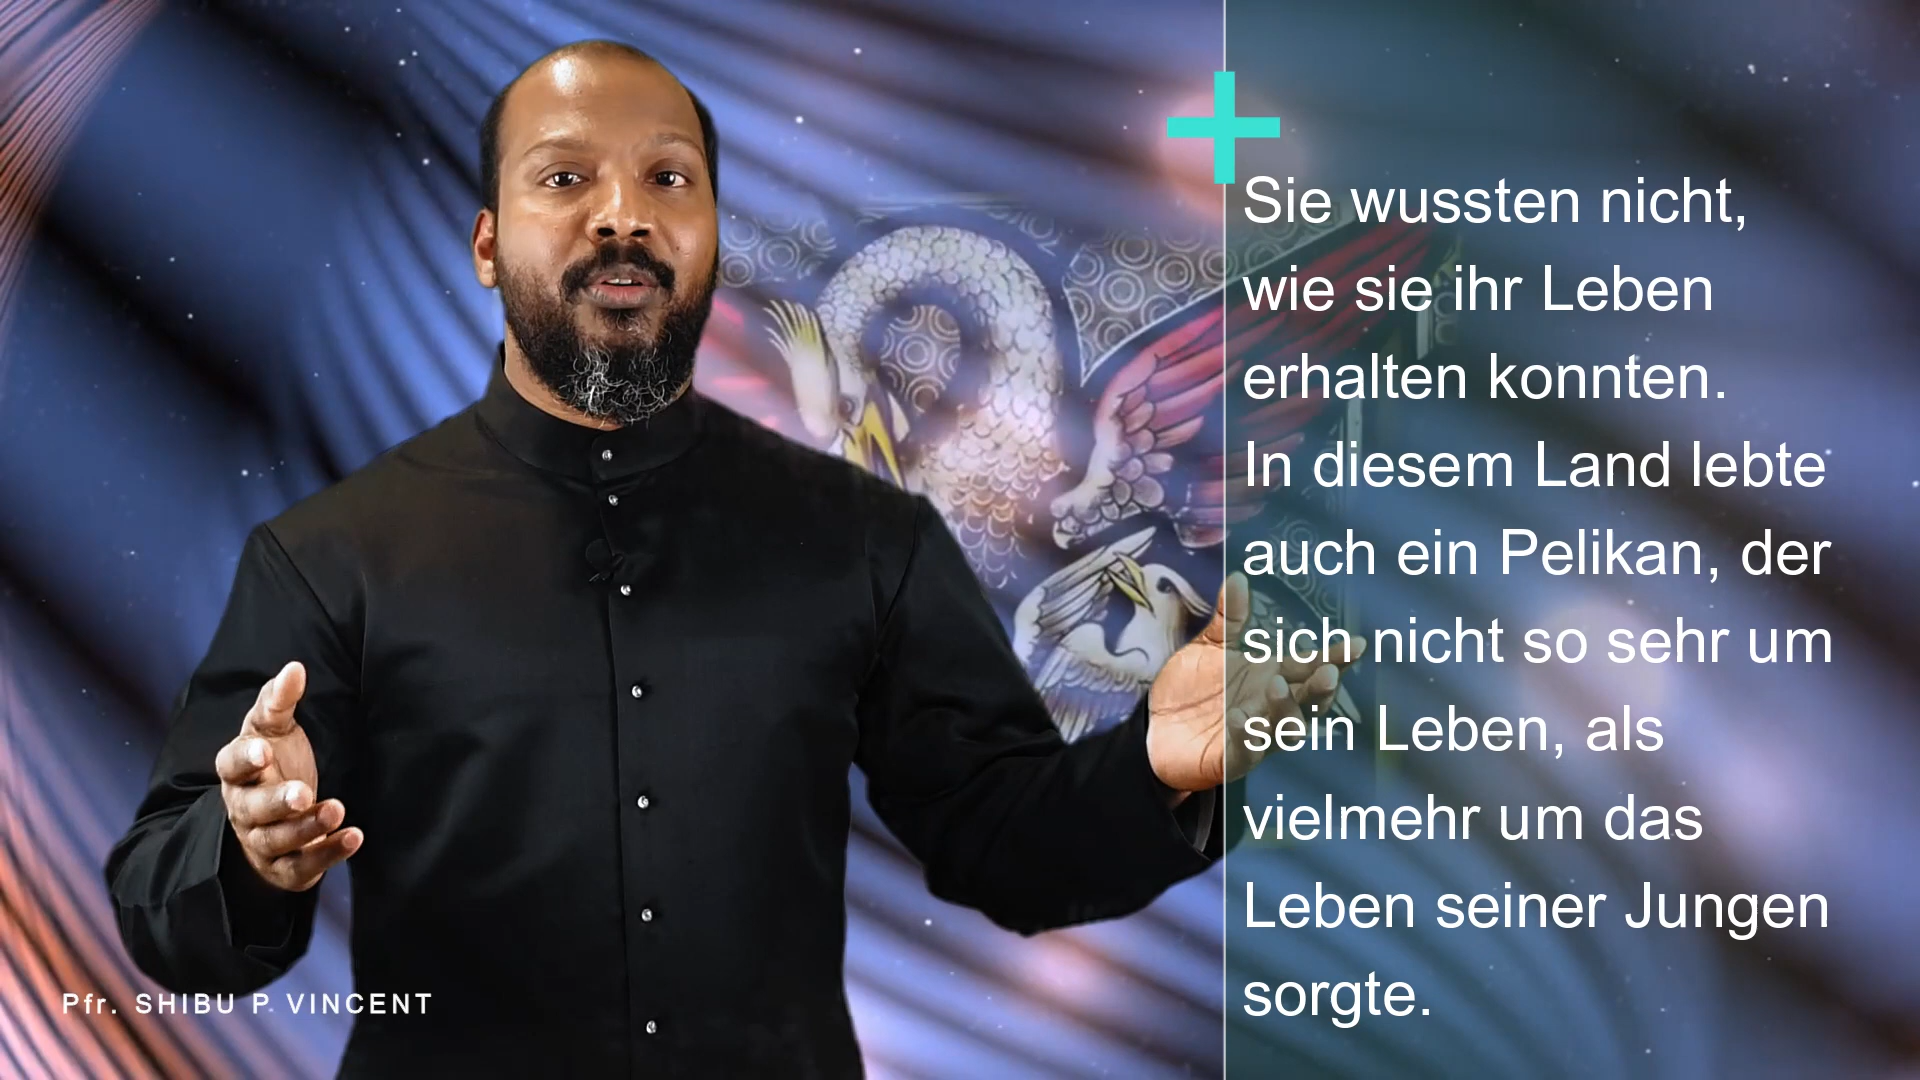 Sie wussten nicht,
wie sie ihr Leben
erhalten konnten.
In diesem Land lebte
auch ein Pelikan, der
sich nicht so sehr um
sein Leben, als
vielmehr um das
Leben seiner Jungen
sorgte.
Pfr. SHIBU P VINCENT